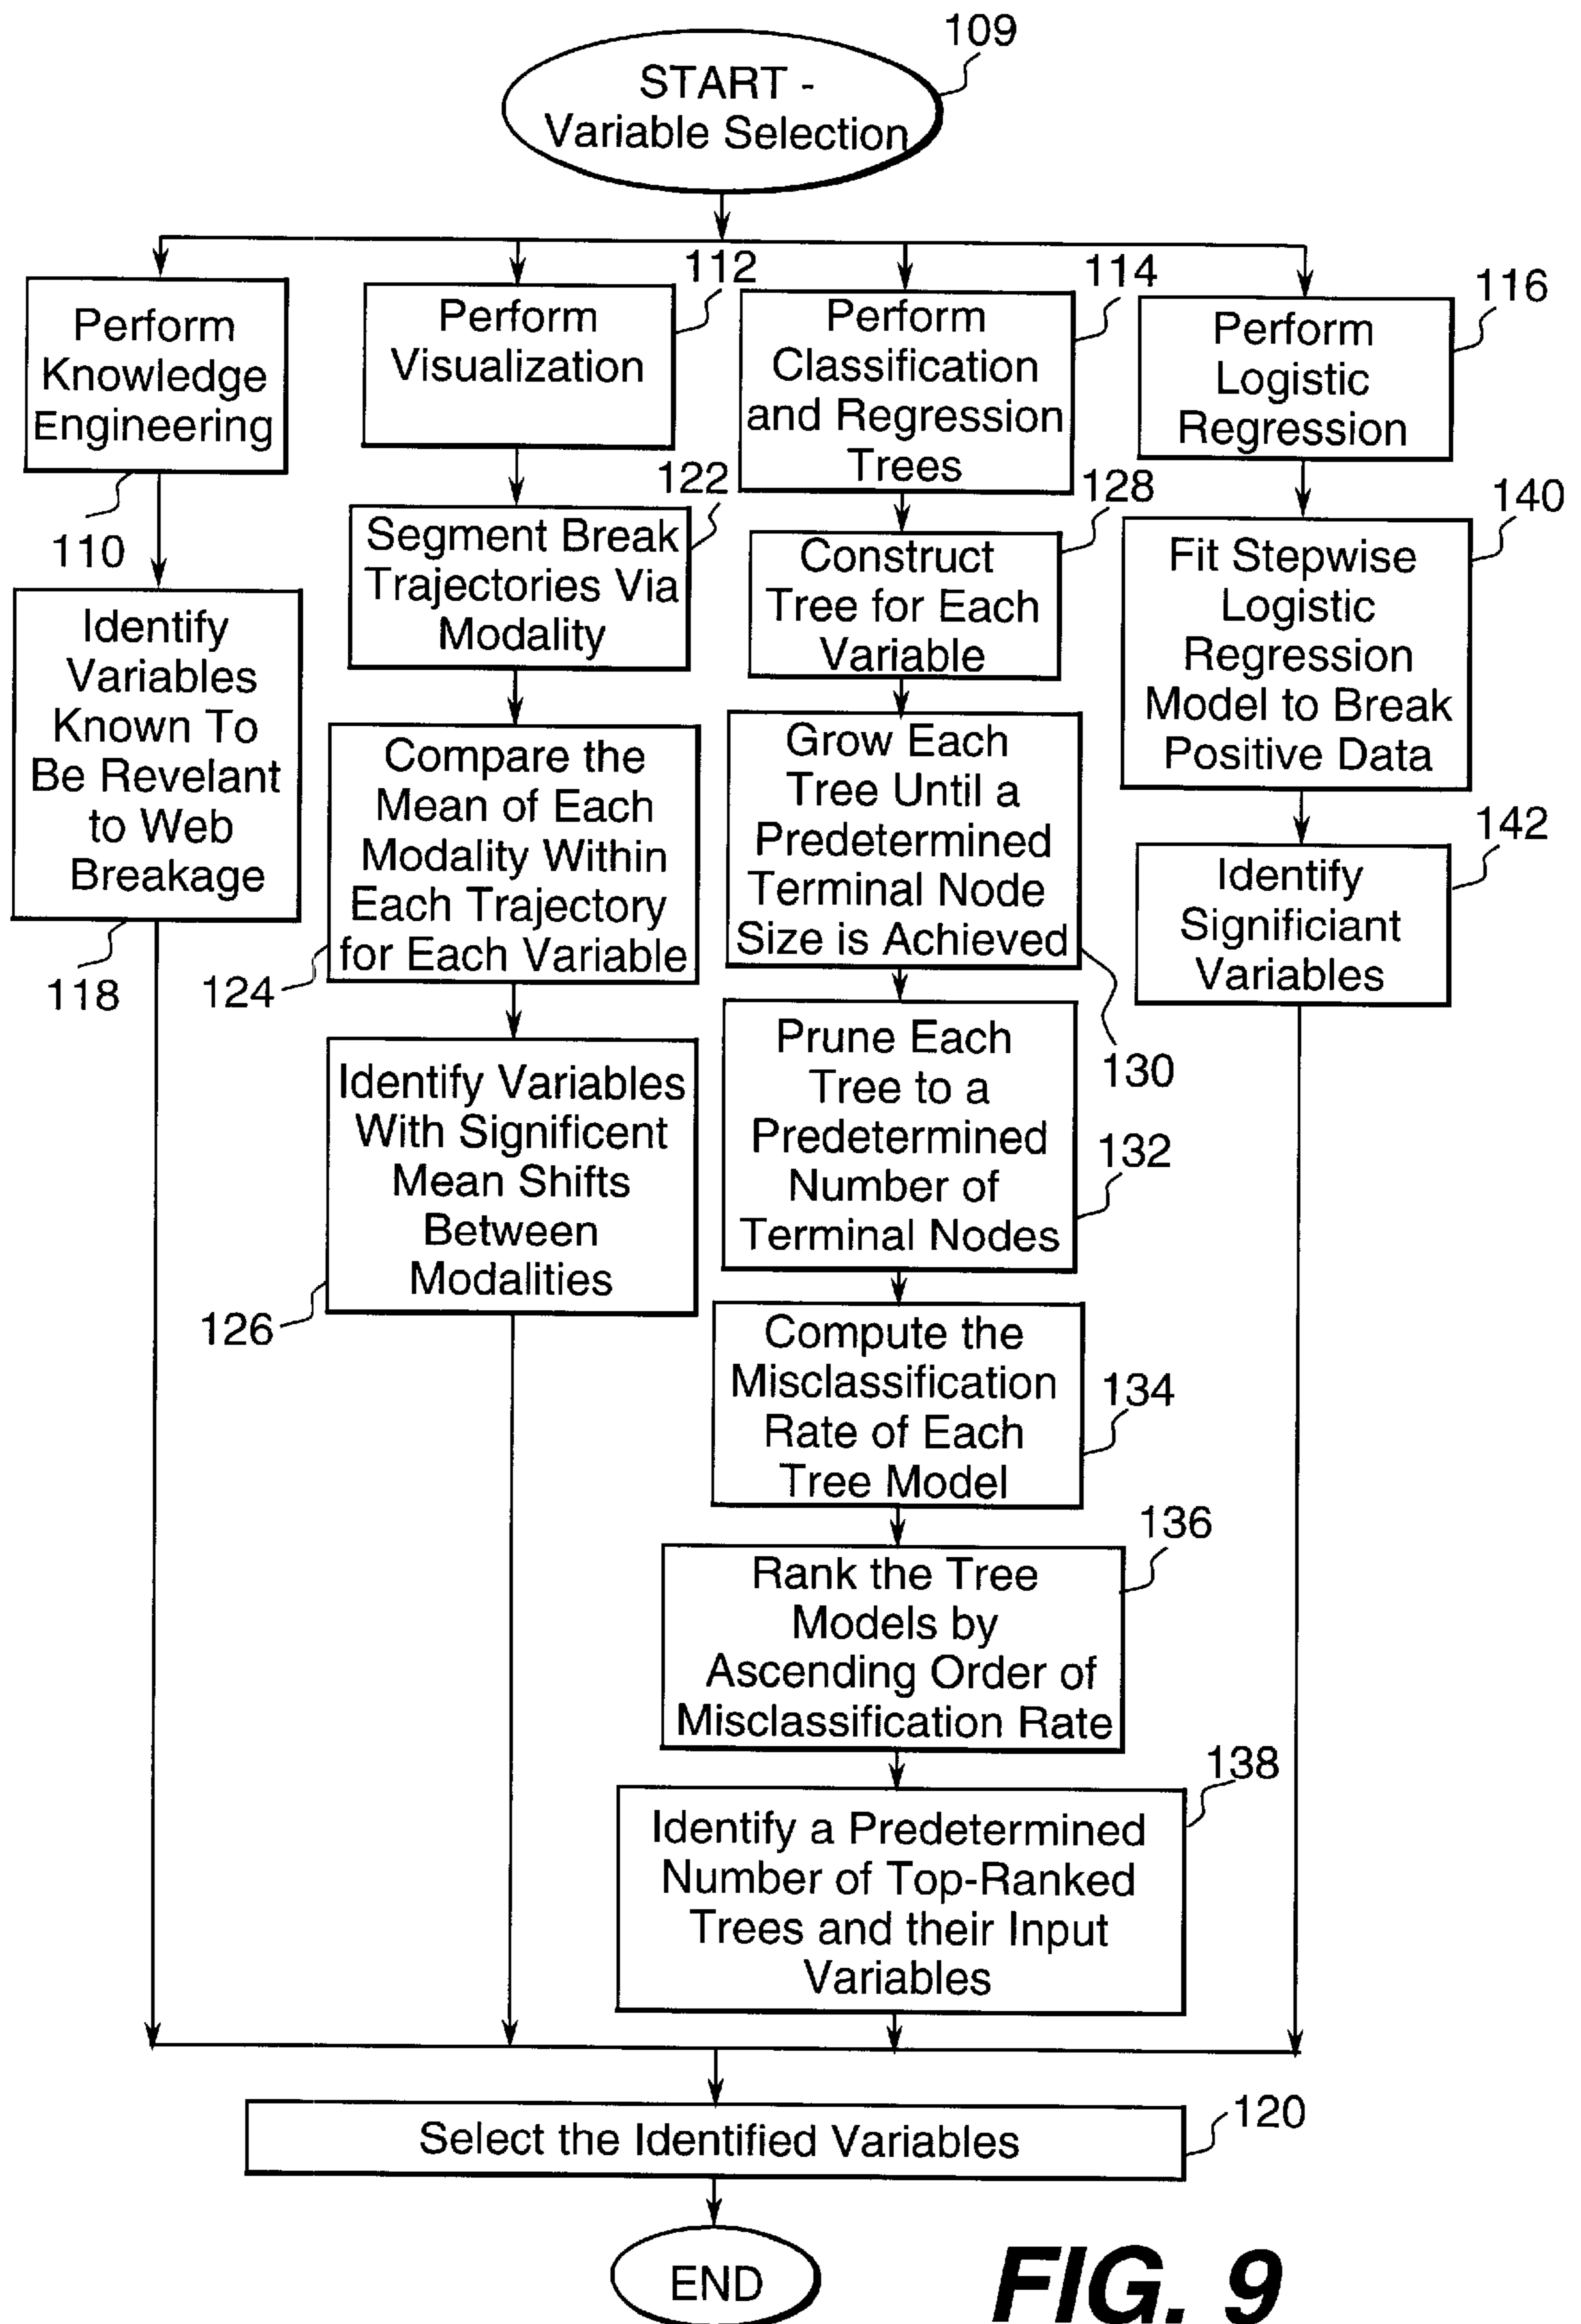 109
START -
Variable Selection
Perform
Knowledge
Engineering
110
Identify
Variables
Known To
Be Revelant
to Web
Breakage
118
112
Perform
Visualization
122
Segment Break
Trajectories Via
Modality
Compare the
Mean of Each
Modality Within
Each Trajectory
for Each Variable
124
Identify Variables
With Significent
Mean Shifts
Between
Modalities
126
114
Perform
Classification
and Regression
Trees
128
Construct
Tree for Each
Variable
Grow Each
Tree Until a
Predetermined
Terminal Node
Size is Achieved
130
Prune Each
Tree to a
Predetermined
Number of
Terminal Nodes
132
Compute the
Misclassification
Rate of Each
Tree Model
134
136
Rank the Tree
Models by
Ascending Order of
Misclassification Rate
138
Identify a Predetermined
Number of Top-Ranked
Trees and their Input
Variables
116
Perform
Logistic
Regression
140
Fit Stepwise
Logistic
Regression
Model to Break
Positive Data
142
Identify
Significiant
Variables
120
Select the Identified Variables
END
FIG. 9